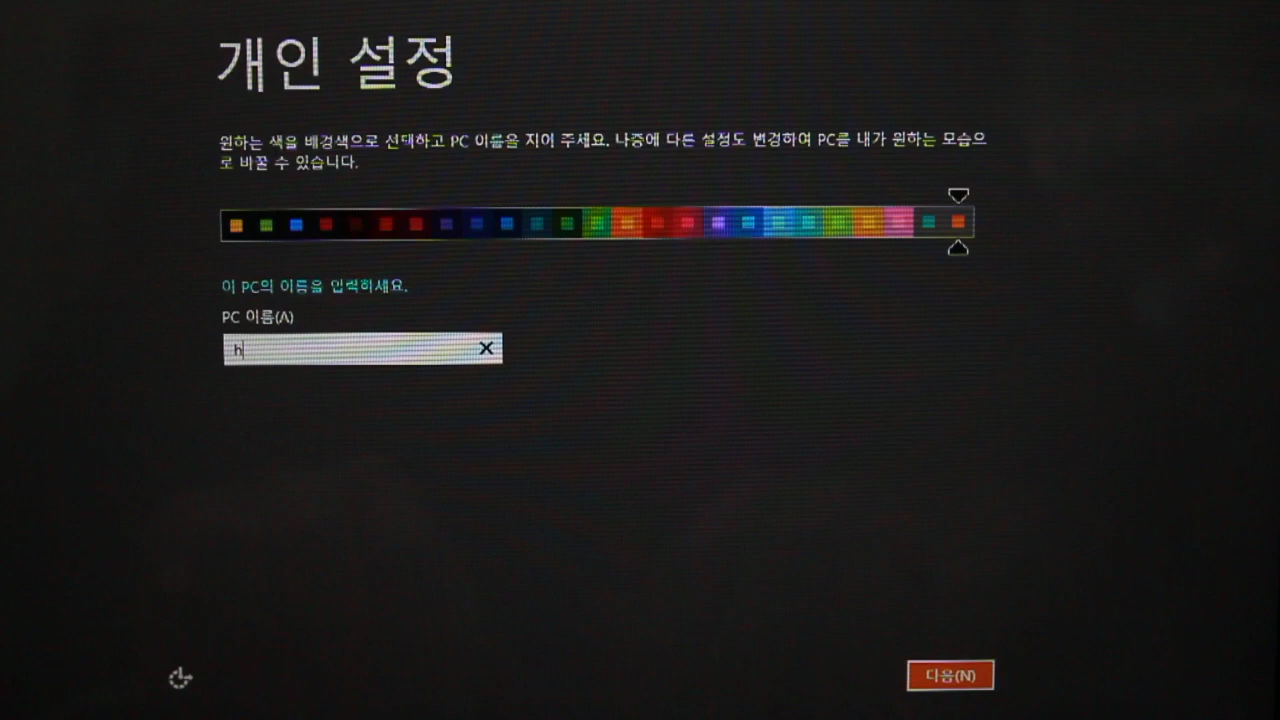 개인 설정
원하는 색을 배경색으로 선택하고 PC 이름을 지어 주세요. 나중에 다른 설정도 변경하여 PC를 내가 원하는 모습으
로 바꿀 수 있습니다.
이 PC의 이름을 입력하세요.
PC 이름(A)
h
다음(N)